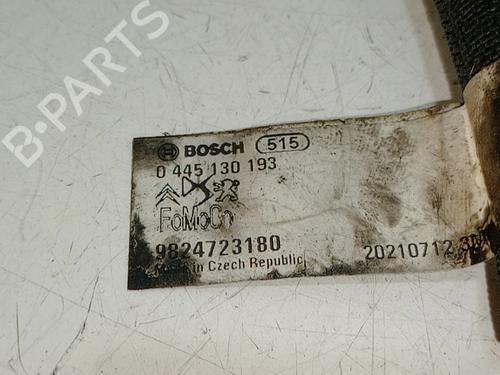 B-PARTS
BOSCH 515
0 445 130 193
FoMoCo
9824723180 20210712
in Czech Republic